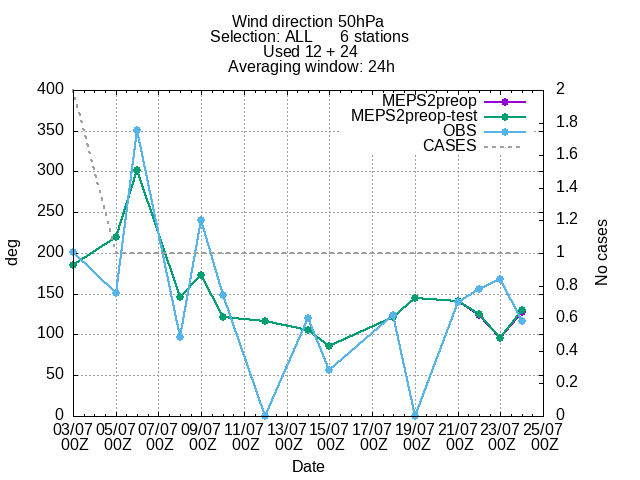 Wind direction 50hPa
Selection: ALL 6 stations
Used 12 + 24
Averaging window: 24h
400
350
300
250
200
150
100
50
0
2
1.8
1.6
1.4
1.2
1
0.8
0.6
0.4
0.2
0
MEPS2preop
MEPS2preop-test
OBS
CASES
deg
No cases
03/07 05/07 07/07 09/07 11/07 13/07 15/07 17/07 19/07 21/07 23/07 25/07
00Z 00Z 00Z 00Z 00Z 00Z 00Z 00Z 00Z 00Z 00Z 00Z
Date